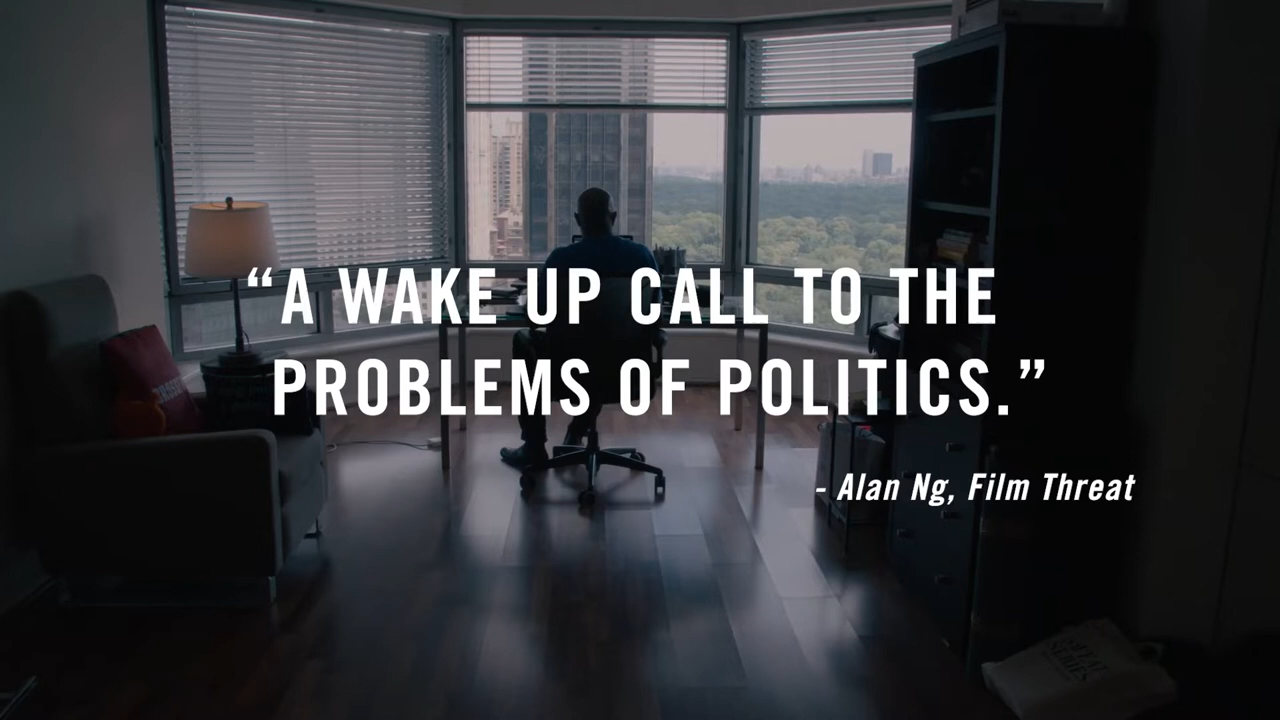 “A WAKE UP CALL TO THE
PROBLEMS OF POLITICS.”
- Alan Ng, Film Threat